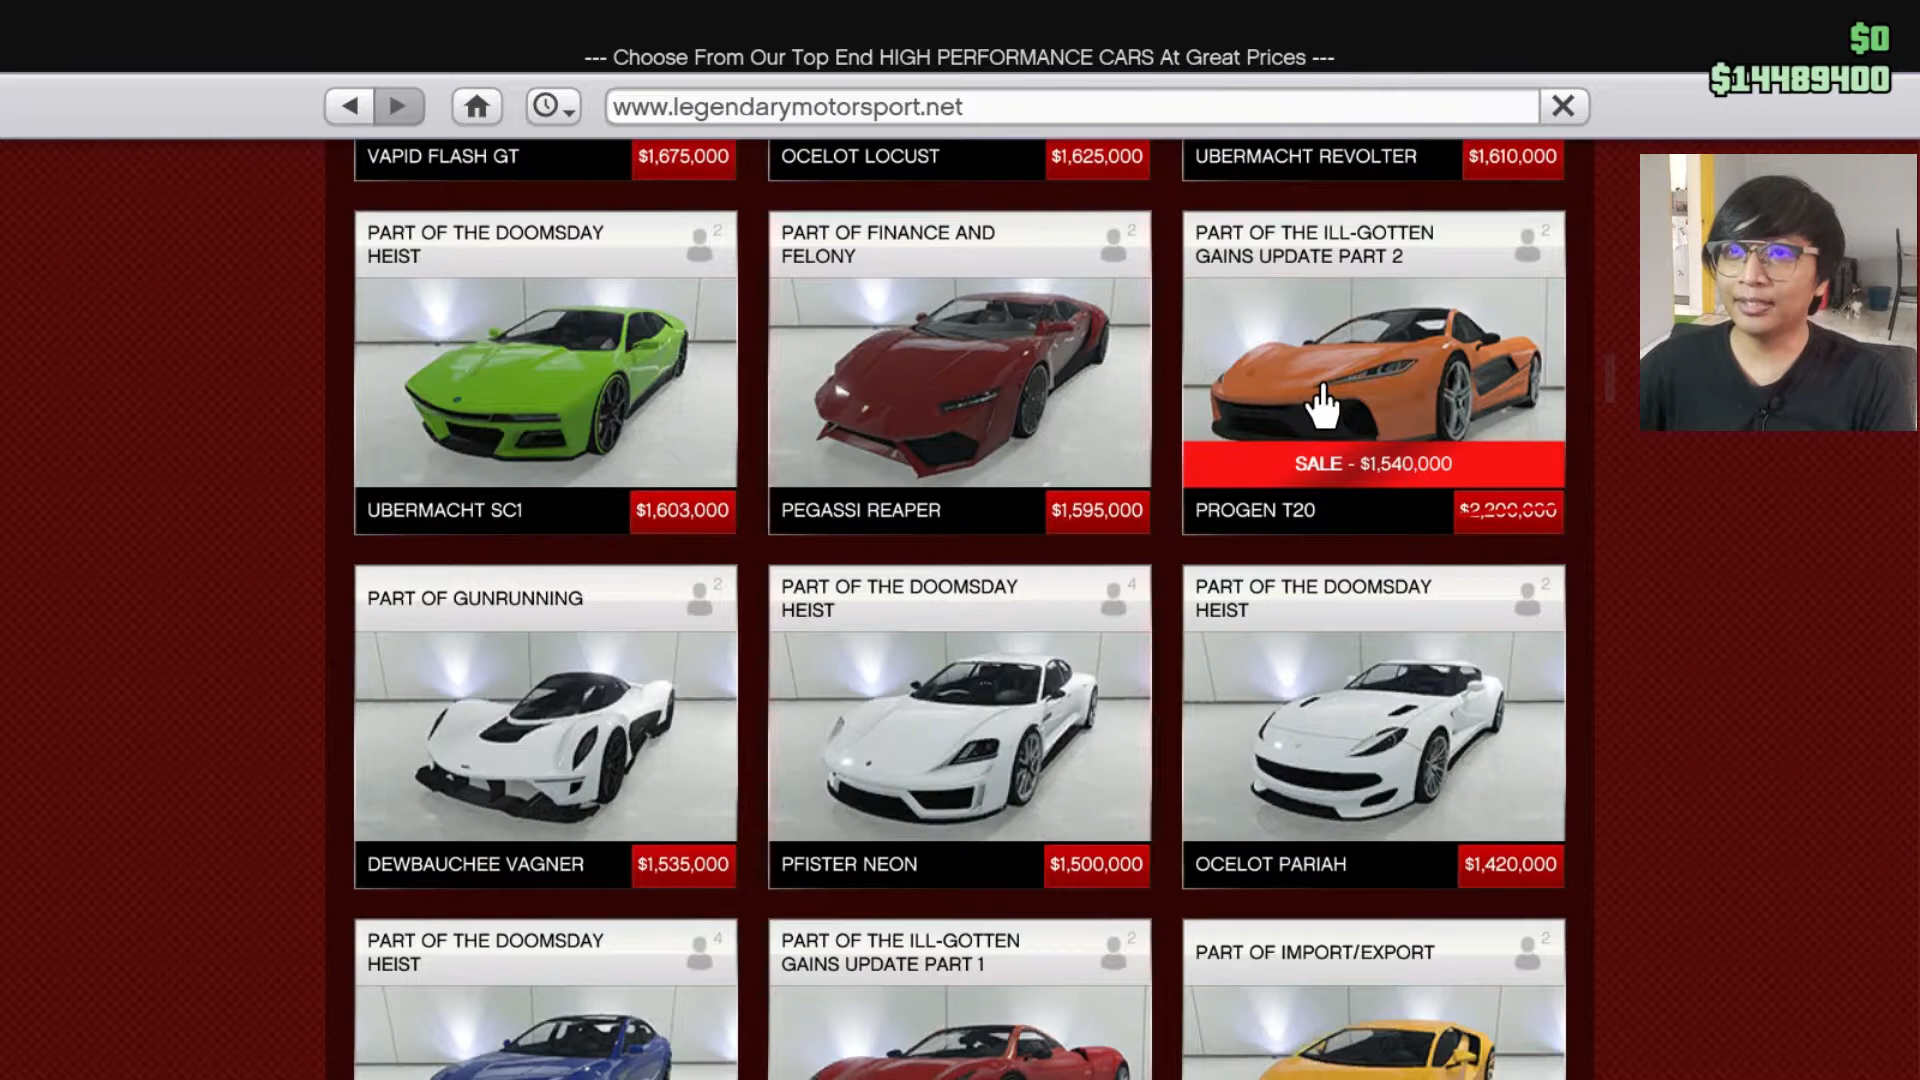 $0
--- Choose From Our Top End HIGH PERFORMANCE CARS At Great Prices ---
$14489400
www.legendarymotorsport.net
VAPID FLASH GT $1,675,000
OCELOT LOCUST $1,625,000
UBERMACHT REVOLTER $1,610,000
PART OF THE DOOMSDAY
HEIST
2
PART OF FINANCE AND
FELONY
2
PART OF THE ILL-GOTTEN
GAINS UPDATE PART 2
2
SALE - $1,540,000
UBERMACHT SC1 $1,603,000
PEGASSI REAPER $1,595,000
PROGEN T20 $2,200,000
PART OF GUNRUNNING
2
PART OF THE DOOMSDAY
HEIST
4
PART OF THE DOOMSDAY
HEIST
2
DEWBAUCHEE VAGNER $1,535,000
PFISTER NEON $1,500,000
OCELOT PARIAH $1,420,000
PART OF THE DOOMSDAY
HEIST
4
PART OF THE ILL-GOTTEN
GAINS UPDATE PART 1
2
PART OF IMPORT/EXPORT
2